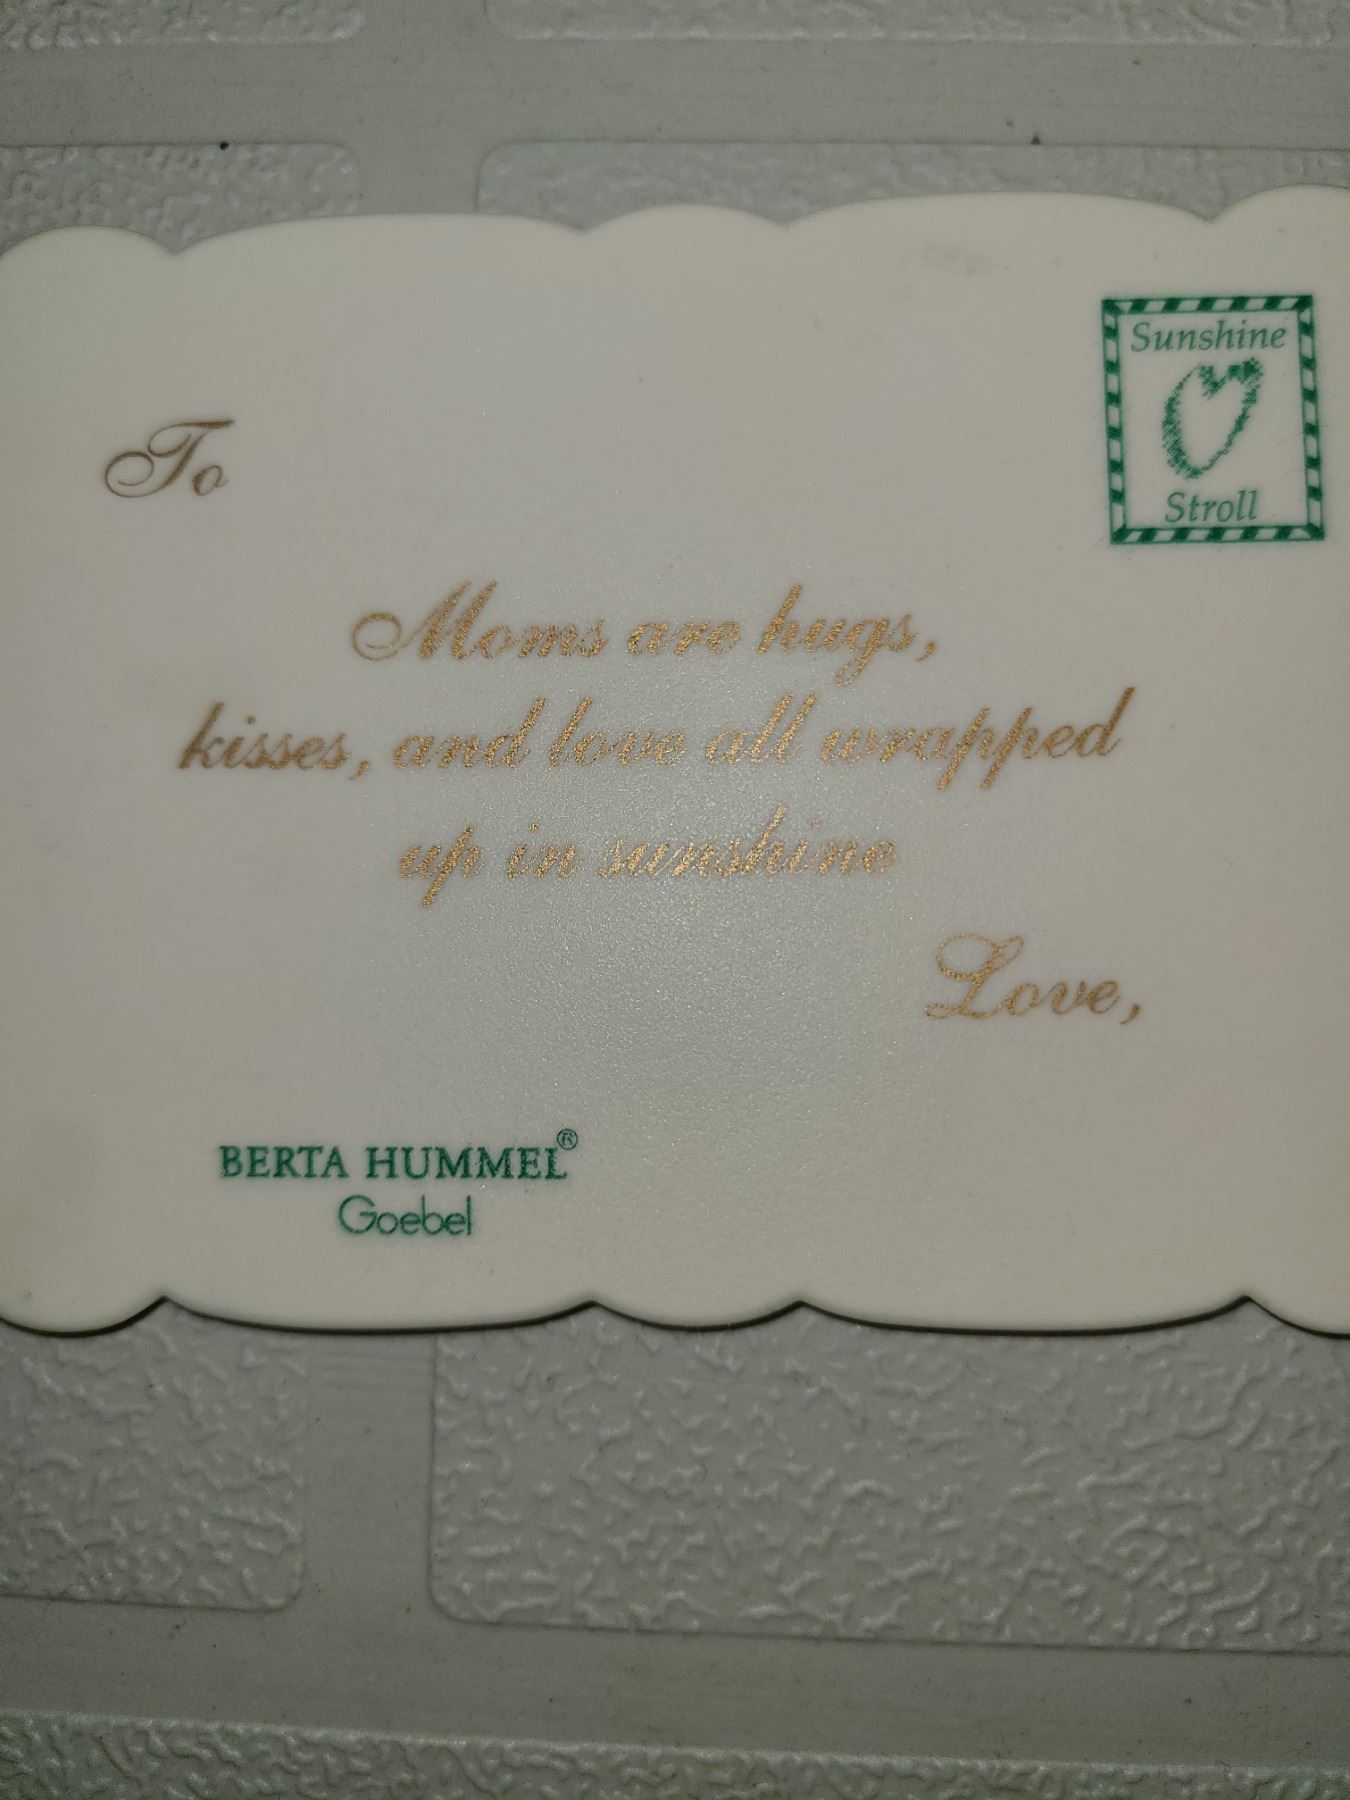 Sunshine
Stroll
To
Moms are hugs,
kisses, and love all wrapped
up in sunshine
Love,
BERTA HUMMEL®
Goebel